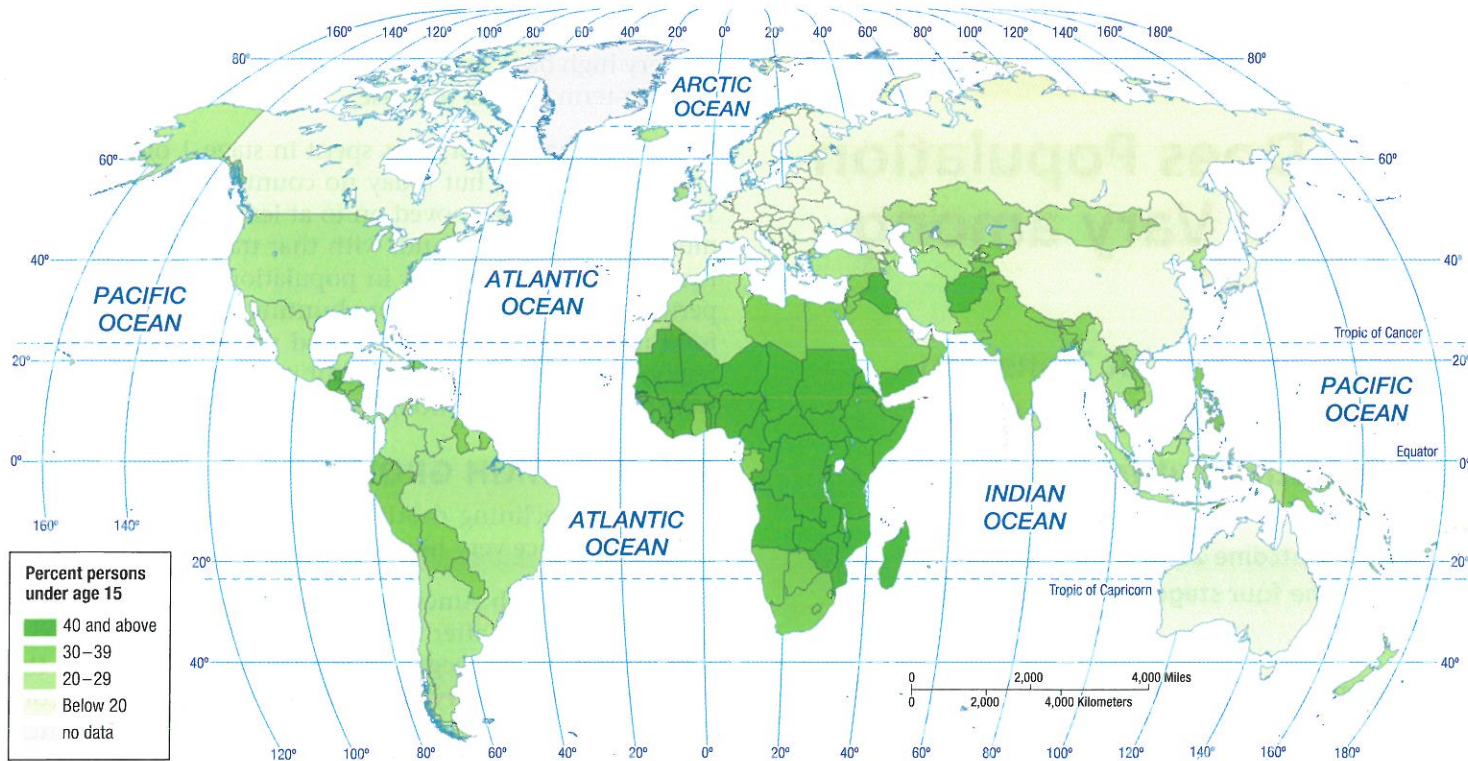 160° 140° 120° 100° 80° 60° 40° 20° 0° 20° 40° 60° 80° 100° 120° 140° 160° 180°
80° 80°
ARCTIC
OCEAN
60° 60°
40° 40°
PACIFIC
OCEAN
ATLANTIC
OCEAN
Tropic of Cancer
20° 20°
PACIFIC
OCEAN
Equator
0° 0°
INDIAN
OCEAN
ATLANTIC
OCEAN
160° 140°
20° 20°
Tropic of Capricorn
40° 40°
0 2,000 4,000 Miles
0 2,000 4,000 Kilometers
120° 100° 80° 60° 40° 20° 0° 20° 40° 60° 80° 100° 120° 140° 160° 180°
Percent persons
under age 15
40 and above
30–39
20–29
Below 20
no data